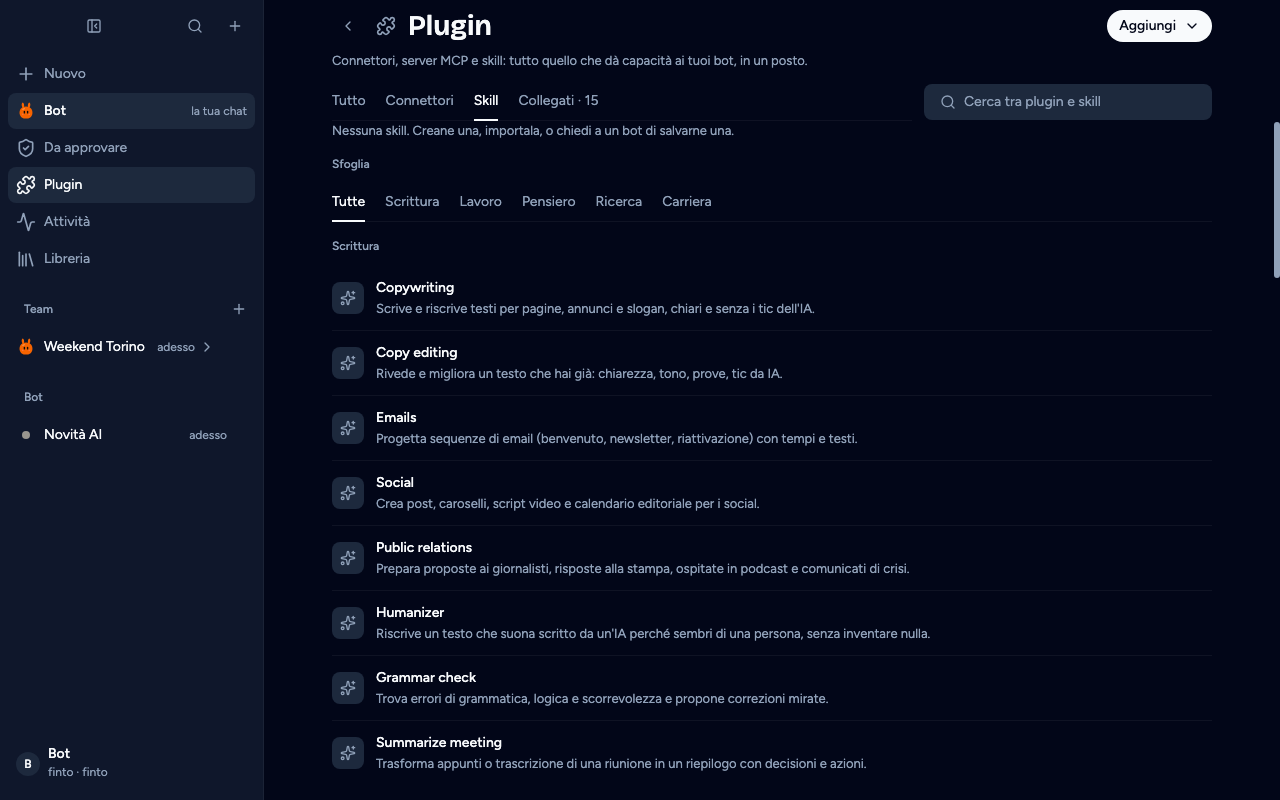 Nuovo
Bot
la tua chat
Da approvare
Plugin
Attività
Libreria
Team
Weekend Torino
adesso
Bot
Novità AI
adesso
B
Bot
finto · finto
Plugin
Aggiungi
Connettori, server MCP e skill: tutto quello che dà capacità ai tuoi bot, in un posto.
Tutto
Connettori
Skill
Collegati · 15
Cerca tra plugin e skill
Nessuna skill. Creane una, importala, o chiedi a un bot di salvarne una.
Sfoglia
Tutte
Scrittura
Lavoro
Pensiero
Ricerca
Carriera
Scrittura
Copywriting
Scrive e riscrive testi per pagine, annunci e slogan, chiari e senza i tic dell'IA.
Copy editing
Rivede e migliora un testo che hai già: chiarezza, tono, prove, tic da IA.
Emails
Progetta sequenze di email (benvenuto, newsletter, riattivazione) con tempi e testi.
Social
Crea post, caroselli, script video e calendario editoriale per i social.
Public relations
Prepara proposte ai giornalisti, risposte alla stampa, ospitate in podcast e comunicati di crisi.
Humanizer
Riscrive un testo che suona scritto da un'IA perché sembri di una persona, senza inventare nulla.
Grammar check
Trova errori di grammatica, logica e scorrevolezza e propone correzioni mirate.
Summarize meeting
Trasforma appunti o trascrizione di una riunione in un riepilogo con decisioni e azioni.